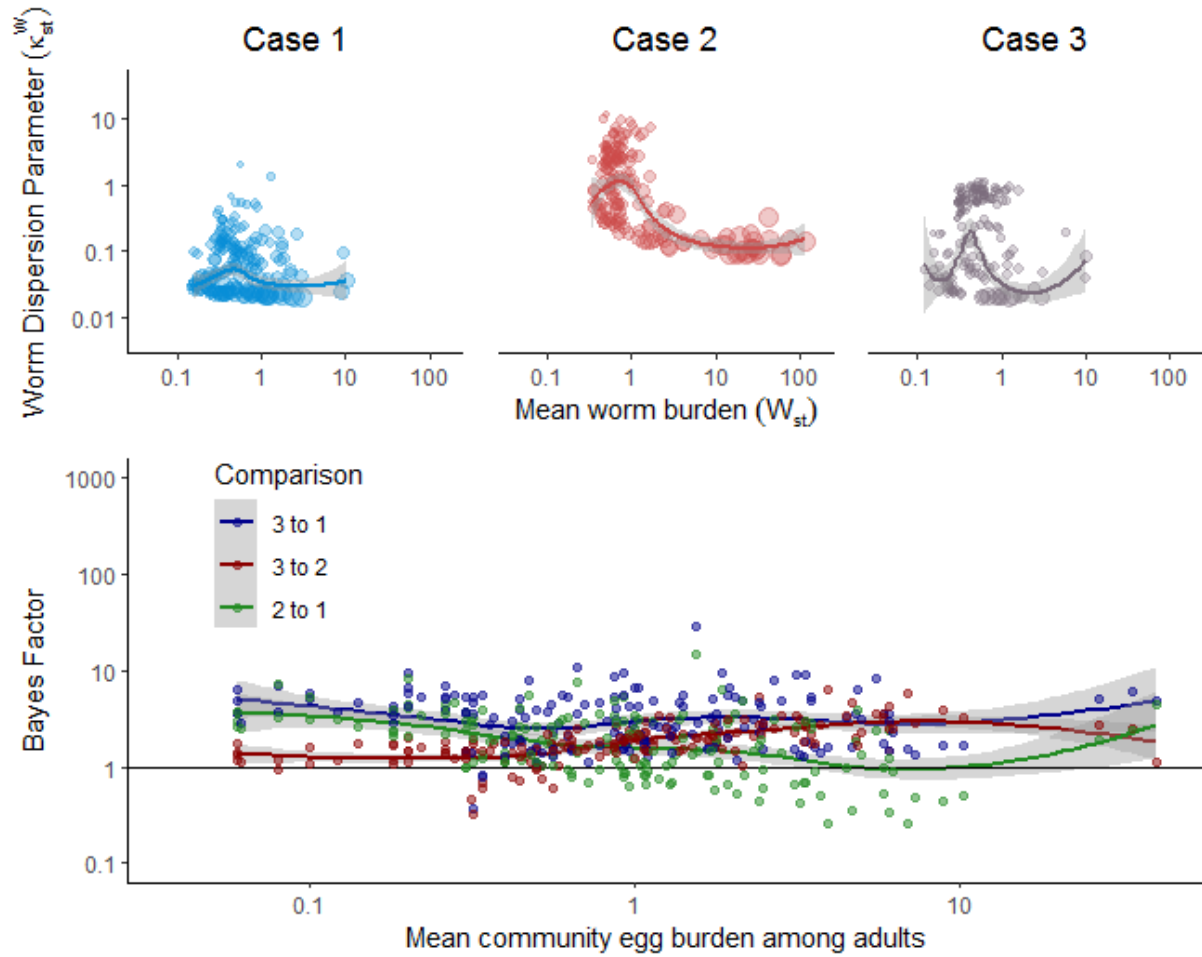 Case 1
Case 2
Case 3
Worm Dispersion Parameter (κ_st^W)
10
1
0.1
0.01
0.1 1 10 100
0.1 1 10 100
0.1 1 10 100
Mean worm burden (W_st)
Comparison
3 to 1
3 to 2
2 to 1
Bayes Factor
1000
100
10
1
0.1
0.1 1 10
Mean community egg burden among adults